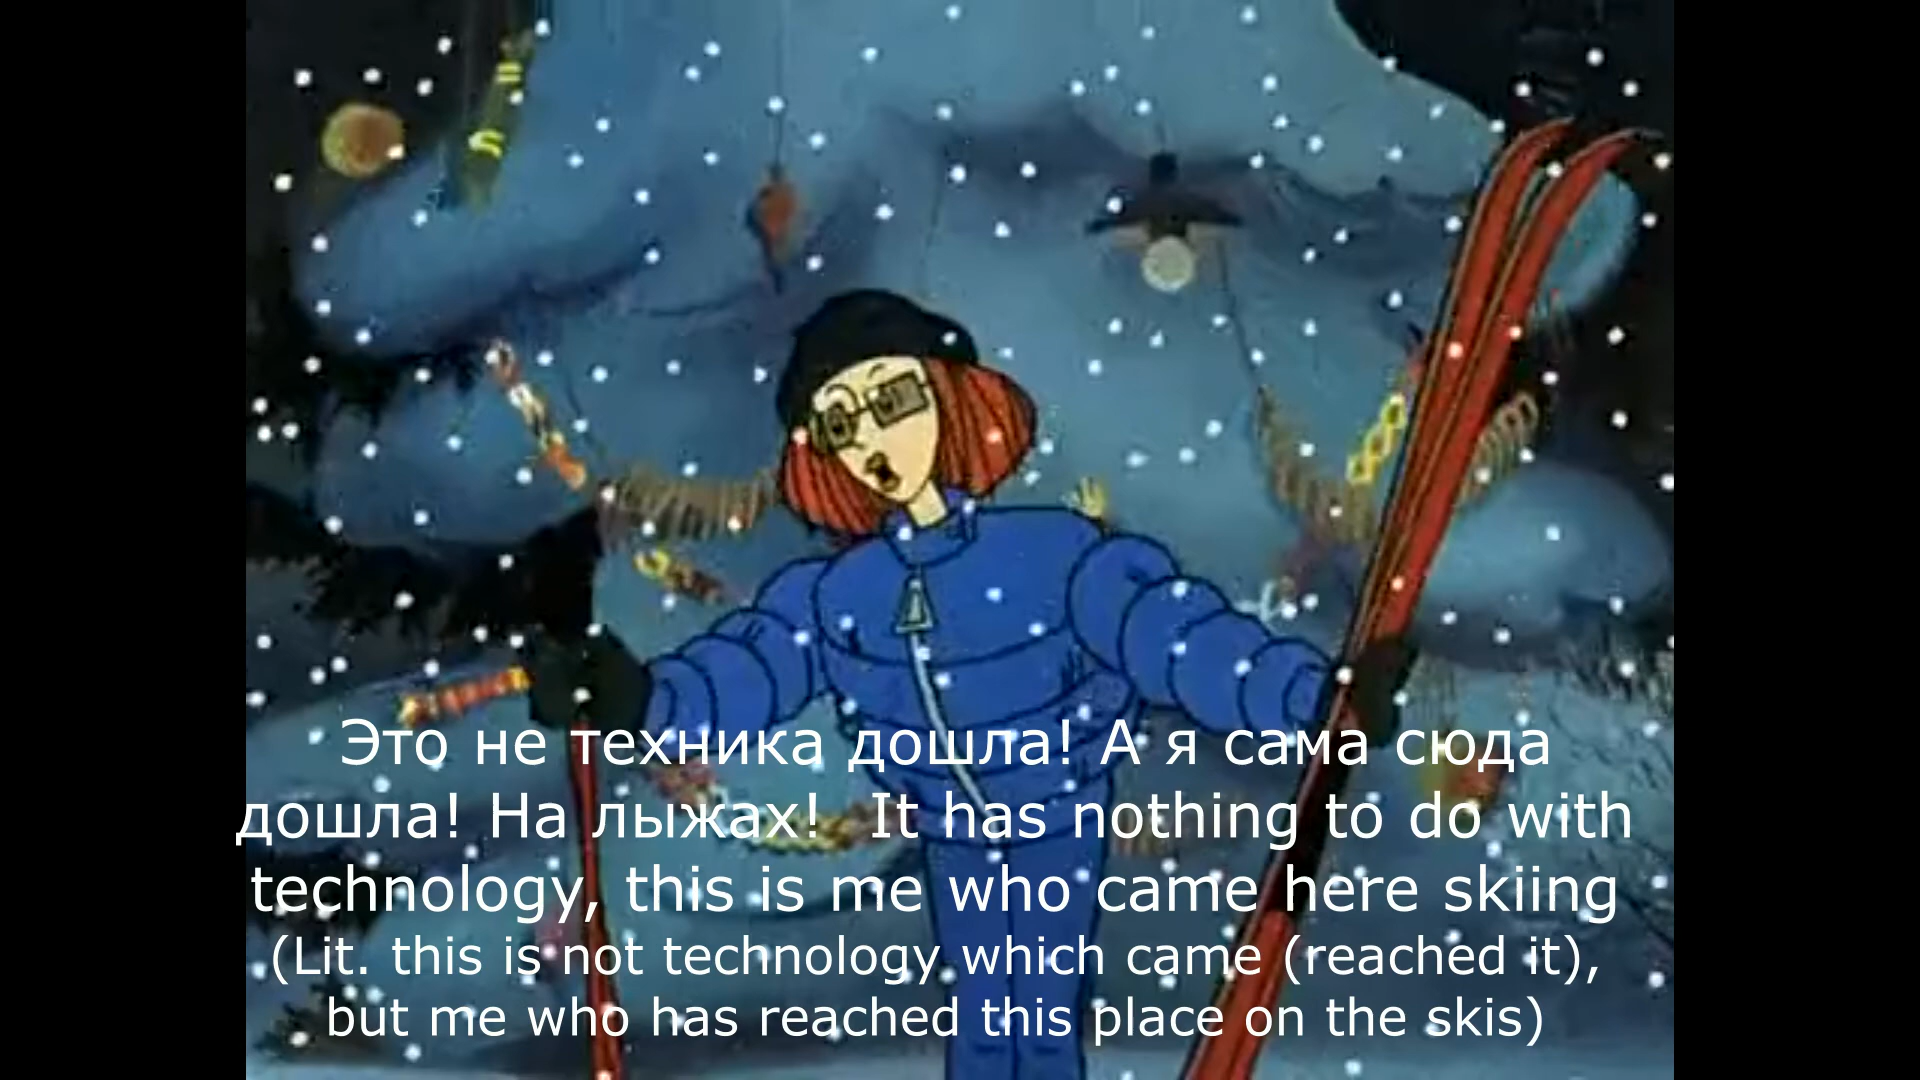 Это не техника дошла! А я сама сюда
дошла! На лыжах!  It has nothing to do with
technology, this is me who came here skiing
(Lit. this is not technology which came (reached it),
but me who has reached this place on the skis)